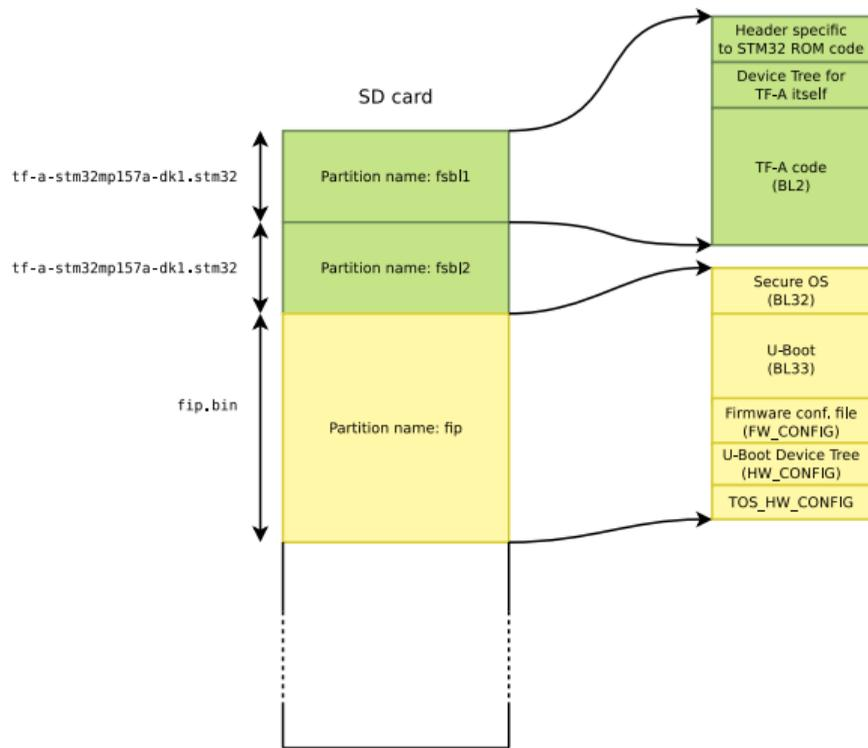 SD card
tf-a-stm32mp157a-dk1.stm32
Partition name: fsbl1
tf-a-stm32mp157a-dk1.stm32
Partition name: fsbl2
fip.bin
Partition name: fip
Header specific
to STM32 ROM code
Device Tree for
TF-A itself
TF-A code
(BL2)
Secure OS
(BL32)
U-Boot
(BL33)
Firmware conf. file
(FW_CONFIG)
U-Boot Device Tree
(HW_CONFIG)
TOS_HW_CONFIG